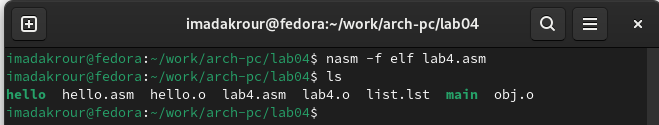 imadakrour@fedora:~/work/arch-pc/lab04
imadakrour@fedora:~/work/arch-pc/lab04$ nasm -f elf lab4.asm
imadakrour@fedora:~/work/arch-pc/lab04$ ls
hello  hello.asm  hello.o  lab4.asm  lab4.o  list.lst  main  obj.o
imadakrour@fedora:~/work/arch-pc/lab04$